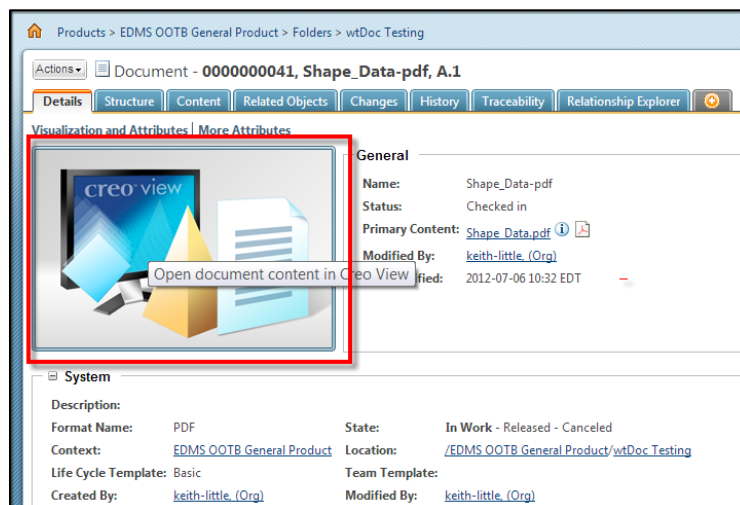 Products > EDMS OOTB General Product > Folders > wtDoc Testing
Actions Document - 0000000041, Shape_Data-pdf, A.1
Details Structure Content Related Objects Changes History Traceability Relationship Explorer
Visualization and Attributes | More Attributes
General
creo view
Name: Shape_Data-pdf
Status: Checked in
Primary Content: Shape_Data.pdf
Modified By: keith-little, (Org)
Open document content in Creo View
fied: 2012-07-06 10:32 EDT
System
Description:
Format Name: PDF State: In Work - Released - Canceled
Context: EDMS OOTB General Product Location: /EDMS OOTB General Product/wtDoc Testing
Life Cycle Template: Basic Team Template:
Created By: keith-little, (Org) Modified By: keith-little, (Org)